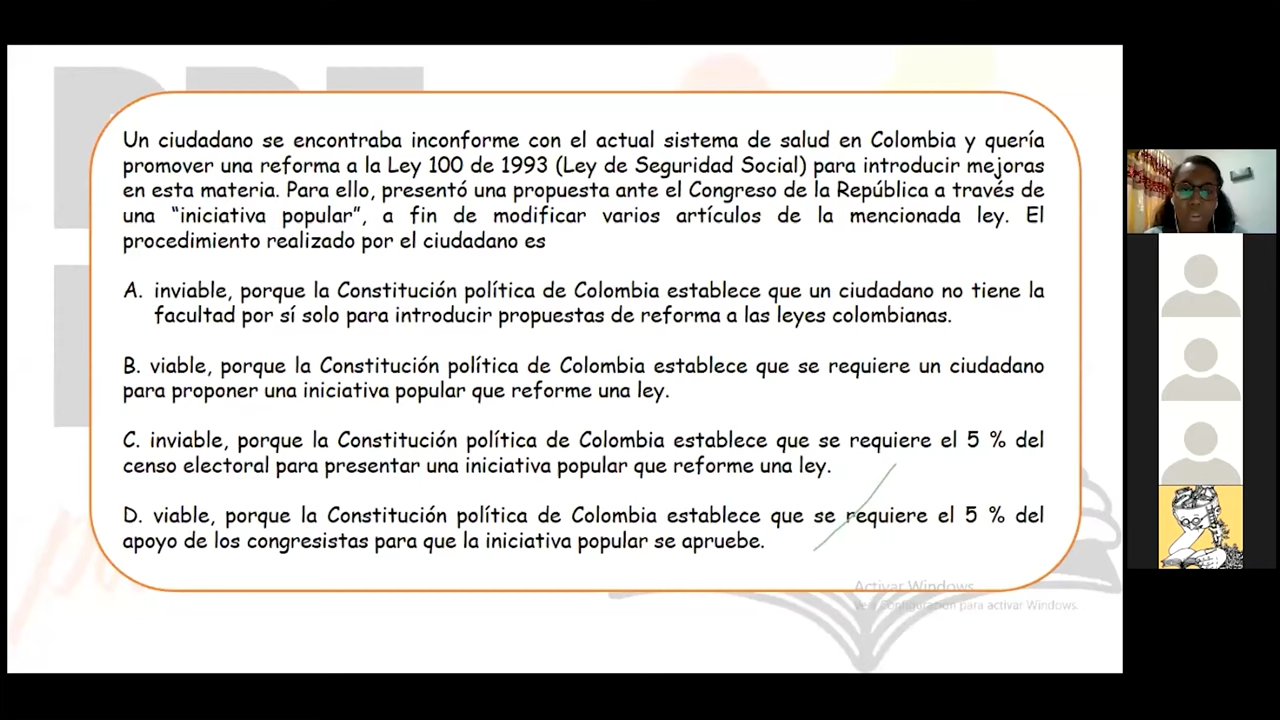 Un ciudadano se encontraba inconforme con el actual sistema de salud en Colombia y quería
promover una reforma a la Ley 100 de 1993 (Ley de Seguridad Social) para introducir mejoras
en esta materia. Para ello, presentó una propuesta ante el Congreso de la República a través de
una “iniciativa popular”, a fin de modificar varios artículos de la mencionada ley. El
procedimiento realizado por el ciudadano es
A. inviable, porque la Constitución política de Colombia establece que un ciudadano no tiene la
facultad por sí solo para introducir propuestas de reforma a las leyes colombianas.
B. viable, porque la Constitución política de Colombia establece que se requiere un ciudadano
para proponer una iniciativa popular que reforme una ley.
C. inviable, porque la Constitución política de Colombia establece que se requiere el 5 % del
censo electoral para presentar una iniciativa popular que reforme una ley.
D. viable, porque la Constitución política de Colombia establece que se requiere el 5 % del
apoyo de los congresistas para que la iniciativa popular se apruebe.
Activar Windows
Ve a Configuración para activar Windows.